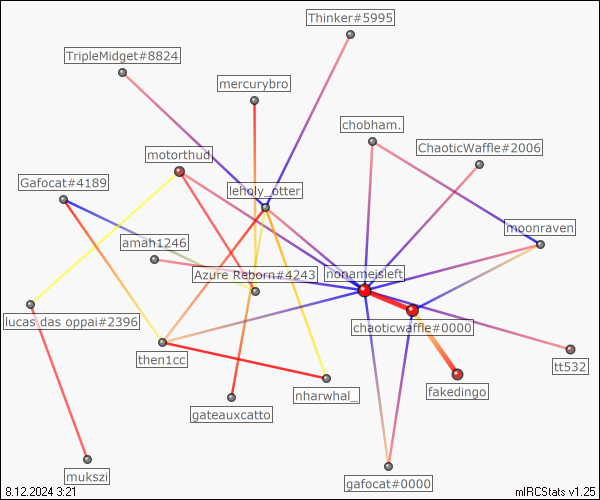 Thinker#5995
TripleMidget#8824
mercurybro
chobham.
ChaoticWaffle#2006
motorthud
Gafocat#4189
leholy_otter
moonraven
amah1246
Azure Reborn#4243
nonameisleft
lucas das oppai#2396
chaoticwaffle#0000
then1cc
tt532
nharwhal_
fakedingo
gateauxcatto
mukszi
gafocat#0000
8.12.2024 3:21
mIRCStats v1.25